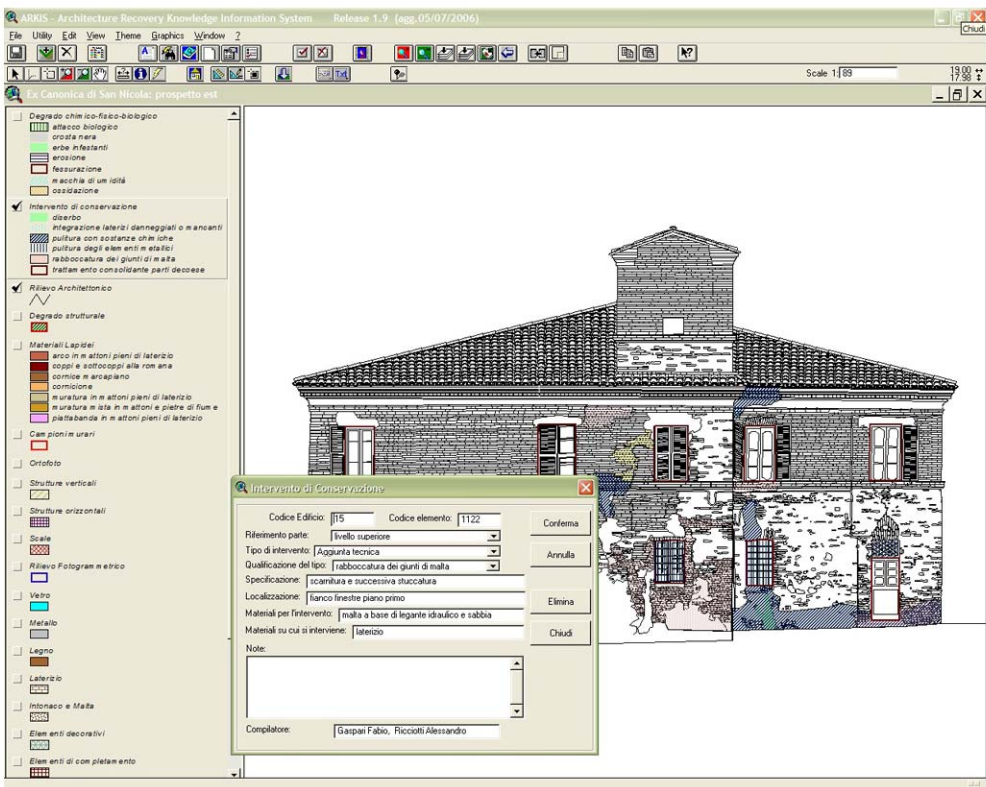 ARKIS - Architecture Recovery Knowledge Information System Release 1.9 (agg.05/07/2006)
Chiudi
File Utility Edit View Theme Graphics Window ?
Scale 1: 89
19.00
17.98
Ex Canonica di San Nicola: prospetto est
Degrado chimico-fisico-biologico
attacco biologico
crosta nera
erbe infestanti
erosione
fessurazione
macchia di umidità
ossidazione
Intervento di conservazione
diserbo
integrazione laterizi danneggiati o mancanti
pulitura con sostanze chimiche
pulitura degli elementi metallici
rabboccatura dei giunti di malta
trattamento consolidante parti decoese
Rilievo Architettonico
Degrado strutturale
Materiali Lapidei
arco in mattoni pieni di laterizio
coppi e sottocoppi alla romana
cornice marcapiano
cornicione
muratura in mattoni pieni di laterizio
muratura mista in mattoni e pietre di fiume
piattabanda in mattoni pieni di laterizio
Campioni murari
Ortofoto
Strutture verticali
Strutture orizzontali
Scale
Rilievo Fotogrammetrico
Vetro
Metallo
Legno
Laterizio
Intonaco e Malta
Elementi decorativi
Elementi di completamento
Intervento di Conservazione
Codice Edificio: 15 Codice elemento: 1122 Conferma
Riferimento parte: livello superiore
Tipo di intervento: Aggiunta tecnica Annulla
Qualificazione del tipo: rabboccatura dei giunti di malta
Specificazione: scarnitura e successiva stuccatura
Localizzazione: fianco finestre piano primo Elimina
Materiali per l'intervento: malta a base di legante idraulico e sabbia
Materiali su cui si interviene: laterizio Chiudi
Note:
Compilatore: Gaspari Fabio, Ricciotti Alessandro